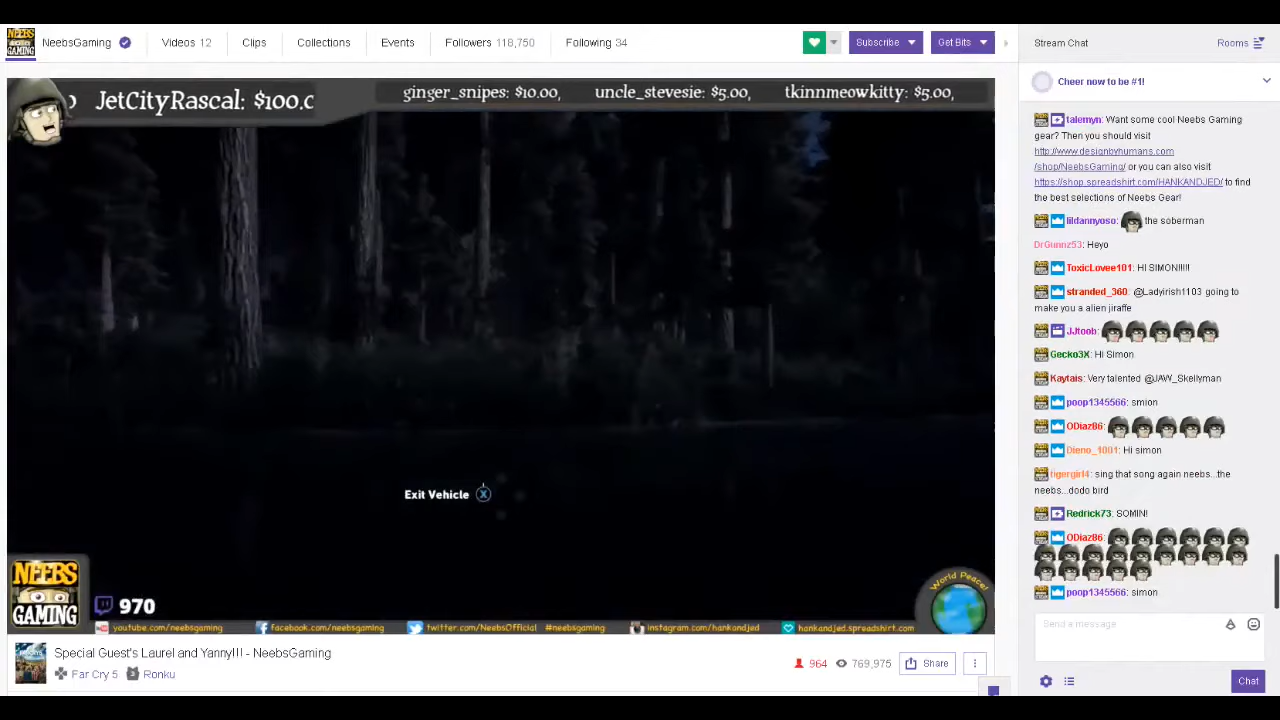 NeebsGaming Videos 12 Clips Collections Events Followers 118,750 Following 34 Subscribe Get Bits
JetCityRascal: $100.0
ginger_snipes: $10.00, uncle_stevesie: $5.00, tkinnmeowkitty: $5.00,
Exit Vehicle X
NEEBS
GAMING
970
World Peace!
youtube.com/neebsgaming facebook.com/neebsgaming twitter.com/NeebsOfficial #neebsgaming instagram.com/hankandjed hankandjed.spreadshirt.com
Special Guest's Laurel and Yanny!!! - NeebsGaming
Far Cry 5 Ronku
964 769,975 Share
Stream Chat Rooms
Cheer now to be #1!
talemyn: Want some cool Neebs Gaming
gear? Then you should visit
http://www.designbyhumans.com
/shop/NeebsGaming/ or you can also visit
https://shop.spreadshirt.com/HANKANDJED/ to find
the best selections of Neebs Gear!
lildannyoso: the soberman
DrGunnz53: Heyo
ToxicLovee101: HI SIMON!!!!!
stranded_360: @Ladyirish1103 going to
make you a alien jiraffe
JJtoob:
Gecko3X: Hi Simon
Kaytais: Very talented @JAW_Skellyman
poop1345566: smion
ODiaz86:
Dieno_1001: Hi simon
tigergirl4: sing that song again neebs...the
neebs...dodo bird
Redrick73: SOMIN!
ODiaz86:
poop1345566: simon
Send a message
Chat